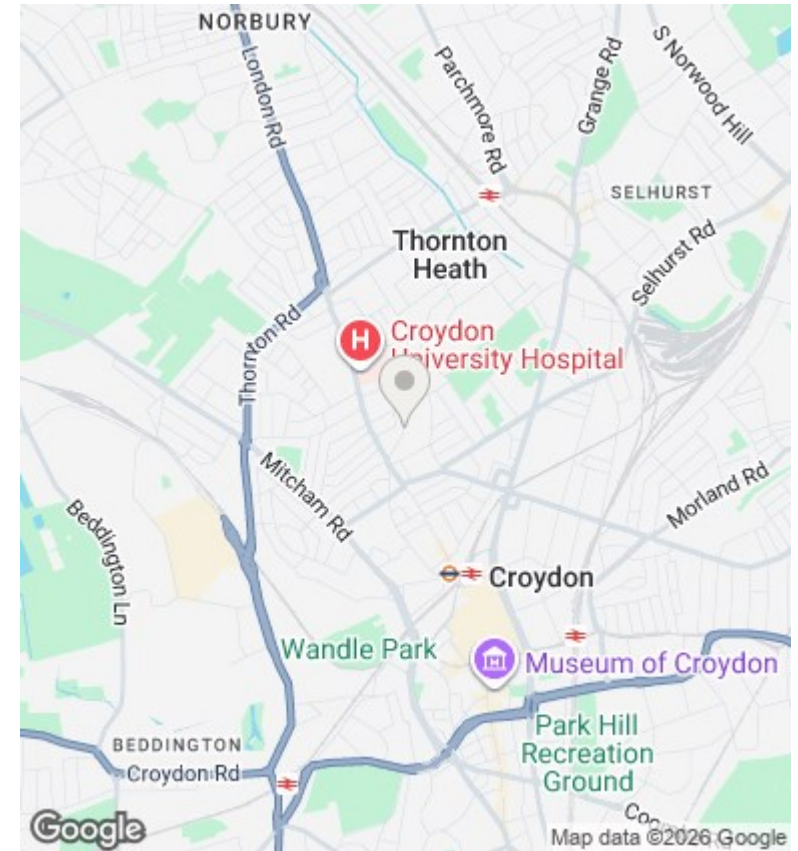 NORBURY
London Rd
Parchmore Rd
Grange Rd
S Norwood Hill
SELHURST
Thornton
Heath
Selhurst Rd
Thornton Rd
H
Croydon
University Hospital
Mitcham Rd
Morland Rd
Beddington Ln
Croydon
Wandle Park
Museum of Croydon
BEDDINGTON
Croydon Rd
Park Hill
Recreation
Ground
Google
Map data ©2026 Google